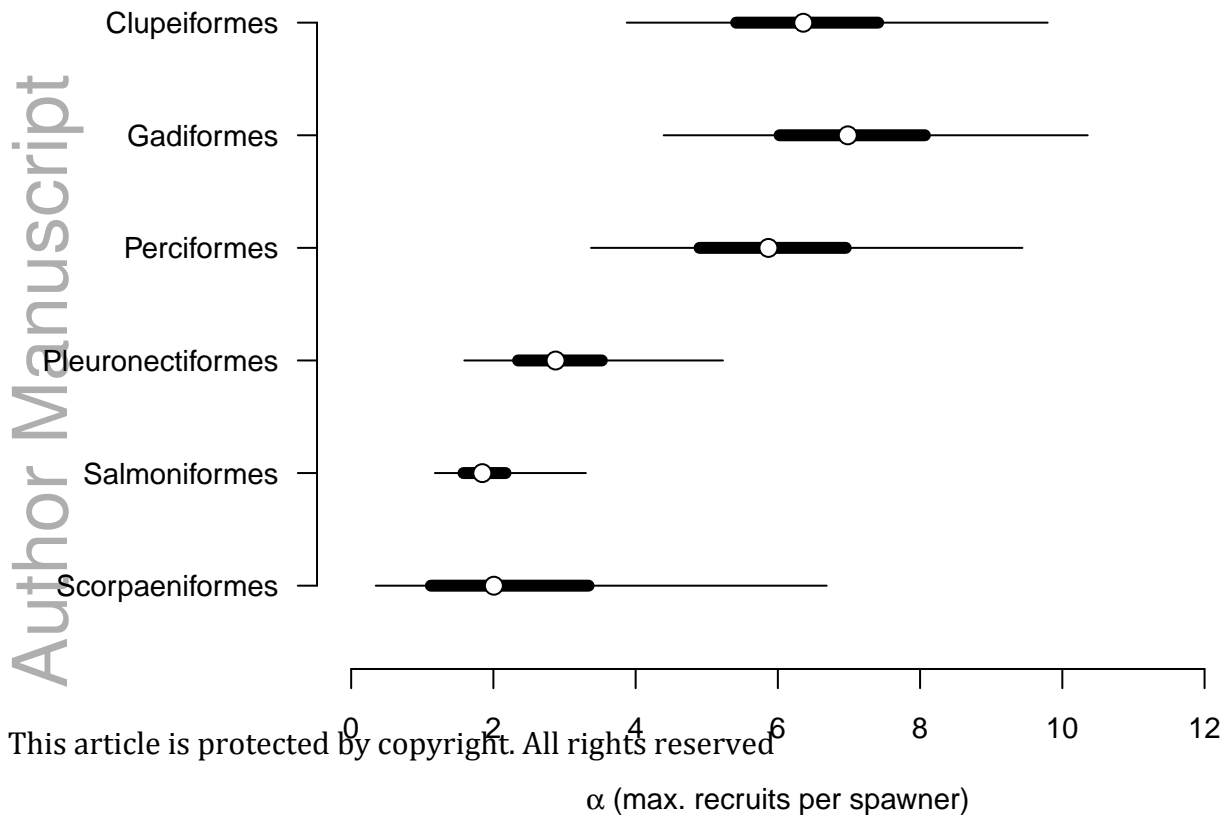 Author Manuscript
Clupeiformes
Gadiformes
Perciformes
Pleuronectiformes
Salmoniformes
Scorpaeniformes
0 2 4 6 8 10 12
This article is protected by copyright. All rights reserved
α (max. recruits per spawner)